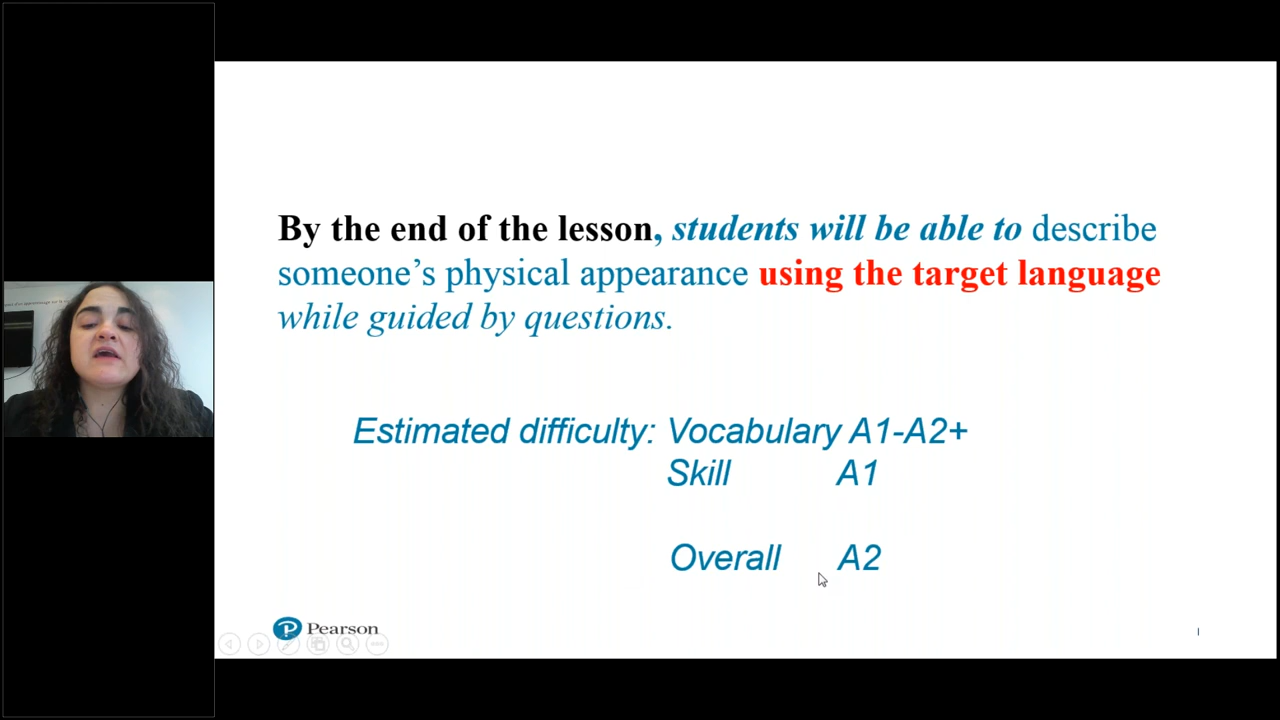 By the end of the lesson, students will be able to describe
someone’s physical appearance using the target language
while guided by questions.
Estimated difficulty: Vocabulary A1-A2+
Skill A1
Overall A2
Pearson